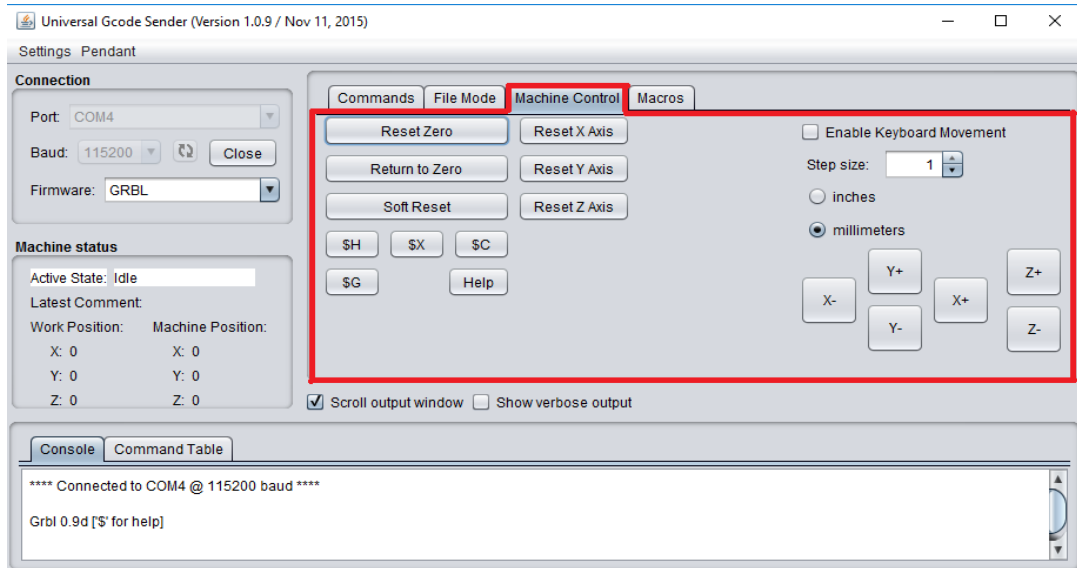 Universal Gcode Sender (Version 1.0.9 / Nov 11, 2015)
Settings Pendant
Connection
Port: COM4
Baud: 115200 Close
Firmware: GRBL
Machine status
Active State: Idle
Latest Comment:
Work Position: Machine Position:
X: 0 X: 0
Y: 0 Y: 0
Z: 0 Z: 0
Commands File Mode Machine Control Macros
Reset Zero Reset X Axis
Return to Zero Reset Y Axis
Soft Reset Reset Z Axis
$H $X $C
$G Help
Enable Keyboard Movement
Step size: 1
inches
millimeters
Y+ Z+
X- X+
Y- Z-
Scroll output window Show verbose output
Console Command Table
**** Connected to COM4 @ 115200 baud ****
Grbl 0.9d ['$' for help]